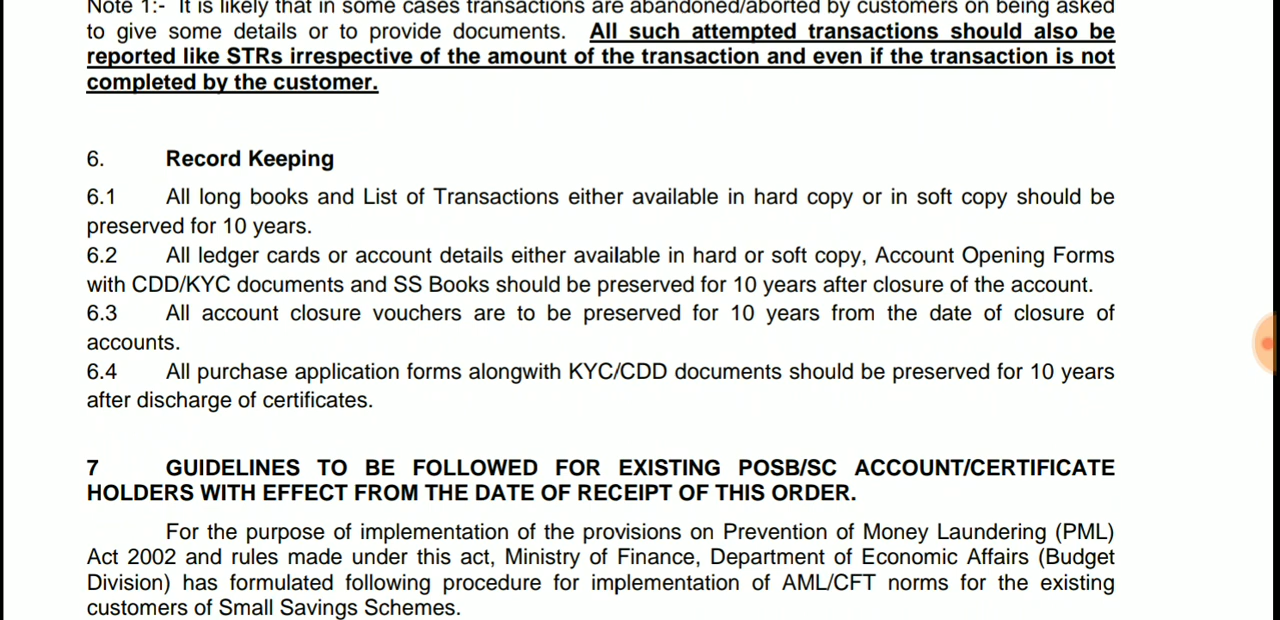 Note 1:- It is likely that in some cases transactions are abandoned/aborted by customers on being asked
to give some details or to provide documents. All such attempted transactions should also be
reported like STRs irrespective of the amount of the transaction and even if the transaction is not
completed by the customer.
6. Record Keeping
6.1 All long books and List of Transactions either available in hard copy or in soft copy should be
preserved for 10 years.
6.2 All ledger cards or account details either available in hard or soft copy, Account Opening Forms
with CDD/KYC documents and SS Books should be preserved for 10 years after closure of the account.
6.3 All account closure vouchers are to be preserved for 10 years from the date of closure of
accounts.
6.4 All purchase application forms alongwith KYC/CDD documents should be preserved for 10 years
after discharge of certificates.
7 GUIDELINES TO BE FOLLOWED FOR EXISTING POSB/SC ACCOUNT/CERTIFICATE
HOLDERS WITH EFFECT FROM THE DATE OF RECEIPT OF THIS ORDER.
For the purpose of implementation of the provisions on Prevention of Money Laundering (PML)
Act 2002 and rules made under this act, Ministry of Finance, Department of Economic Affairs (Budget
Division) has formulated following procedure for implementation of AML/CFT norms for the existing
customers of Small Savings Schemes.